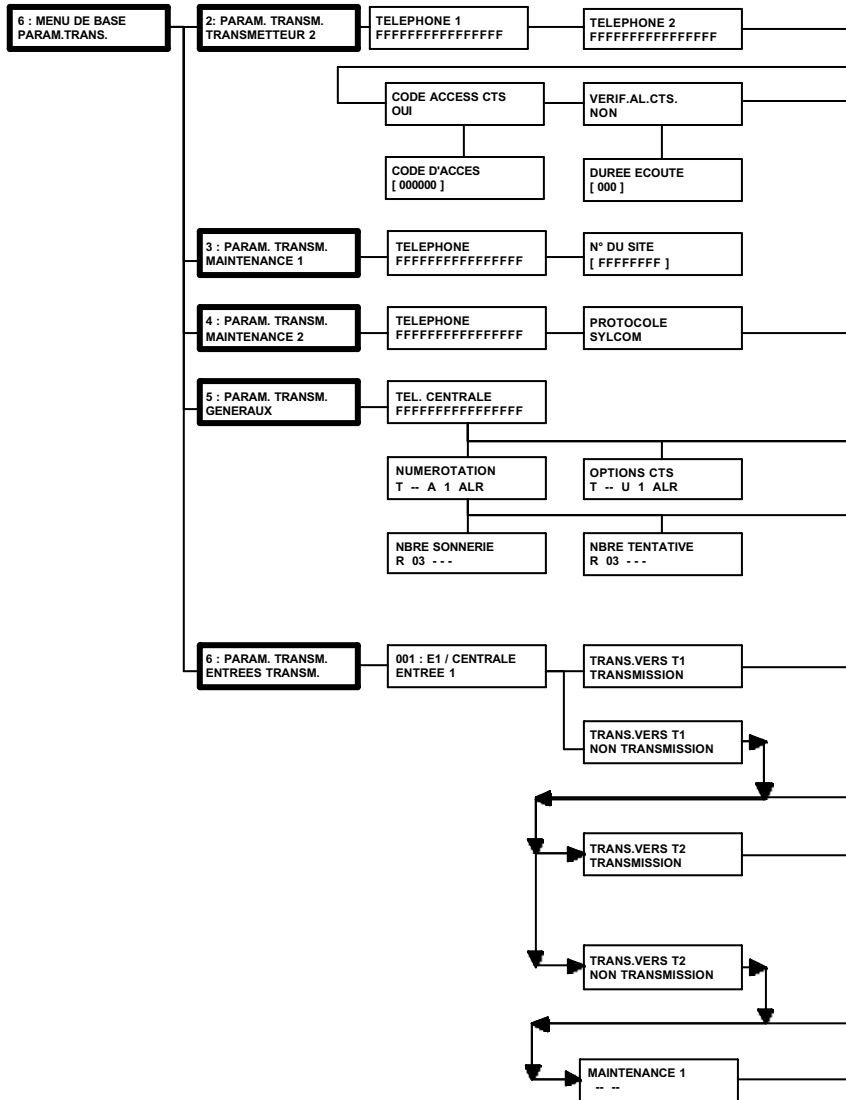 6 : MENU DE BASE
PARAM.TRANS.
2: PARAM. TRANSM.
TRANSMETTEUR 2
TELEPHONE 1
FFFFFFFFFFFFFFFF
TELEPHONE 2
FFFFFFFFFFFFFFFF
CODE ACCESS CTS
OUI
VERIF.AL.CTS.
NON
CODE D'ACCES
[ 000000 ]
DUREE ECOUTE
[ 000 ]
3 : PARAM. TRANSM.
MAINTENANCE 1
TELEPHONE
FFFFFFFFFFFFFFFF
N° DU SITE
[ FFFFFFFF ]
4 : PARAM. TRANSM.
MAINTENANCE 2
TELEPHONE
FFFFFFFFFFFFFFFF
PROTOCOLE
SYLCOM
5 : PARAM. TRANSM.
GENERAUX
TEL. CENTRALE
FFFFFFFFFFFFFFFF
NUMEROTATION
T -- A 1 ALR
OPTIONS CTS
T -- U 1 ALR
NBRE SONNERIE
R 03 - - -
NBRE TENTATIVE
R 03 - - -
6 : PARAM. TRANSM.
ENTREES TRANSM.
001 : E1 / CENTRALE
ENTREE 1
TRANS.VERS T1
TRANSMISSION
TRANS.VERS T1
NON TRANSMISSION
TRANS.VERS T2
TRANSMISSION
TRANS.VERS T2
NON TRANSMISSION
MAINTENANCE 1
-- --